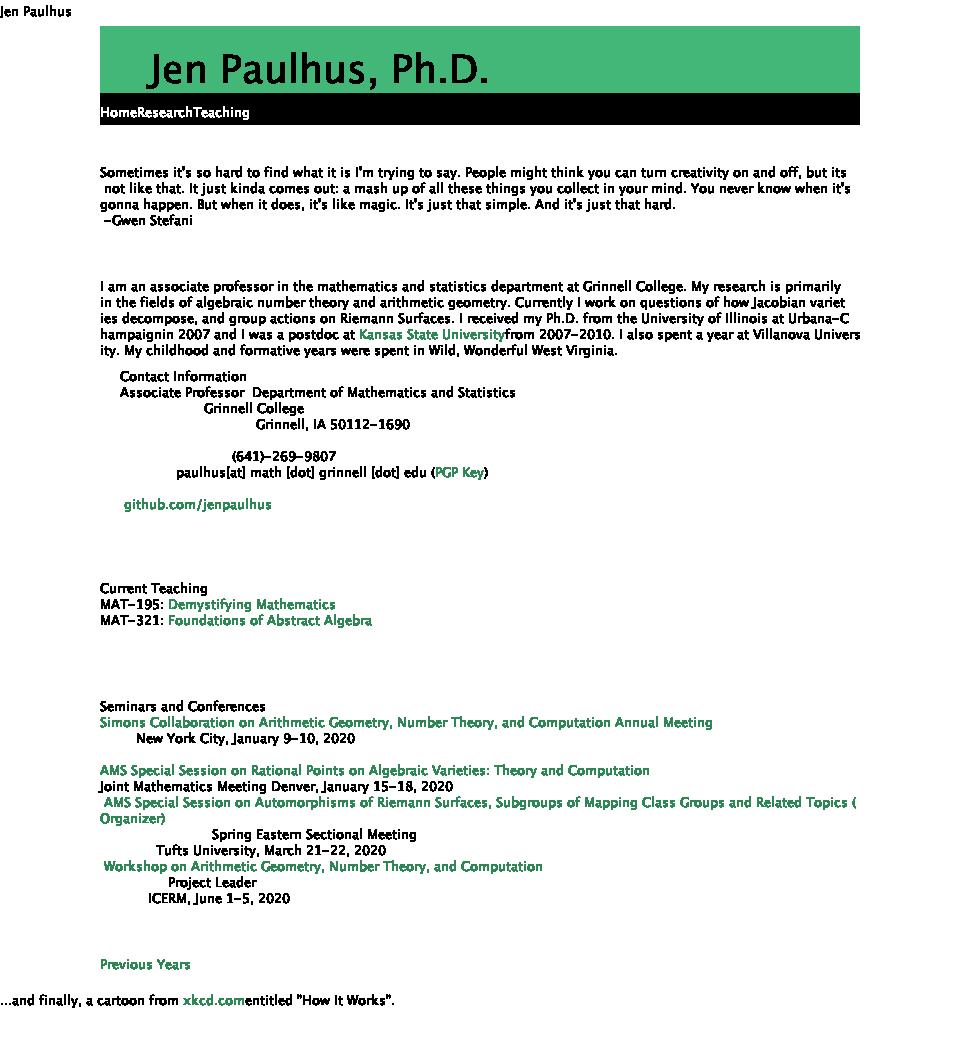 Jen Paulhus
Jen Paulhus, Ph.D.
HomeResearchTeaching
Sometimes it's so hard to find what it is I'm trying to say. People might think you can turn creativity on and off, but its
not like that. It just kinda comes out: a mash up of all these things you collect in your mind. You never know when it's
gonna happen. But when it does, it's like magic. It's just that simple. And it's just that hard.
-Gwen Stefani
I am an associate professor in the mathematics and statistics department at Grinnell College. My research is primarily
in the fields of algebraic number theory and arithmetic geometry. Currently I work on questions of how Jacobian variet
ies decompose, and group actions on Riemann Surfaces. I received my Ph.D. from the University of Illinois at Urbana-C
hampaignin 2007 and I was a postdoc at Kansas State Universityfrom 2007-2010. I also spent a year at Villanova Univers
ity. My childhood and formative years were spent in Wild, Wonderful West Virginia.
Contact Information
Associate Professor Department of Mathematics and Statistics
Grinnell College
Grinnell, IA 50112-1690
(641)-269-9807
paulhus[at] math [dot] grinnell [dot] edu (PGP Key)
github.com/jenpaulhus
Current Teaching
MAT-195: Demystifying Mathematics
MAT-321: Foundations of Abstract Algebra
Seminars and Conferences
Simons Collaboration on Arithmetic Geometry, Number Theory, and Computation Annual Meeting
New York City, January 9-10, 2020
AMS Special Session on Rational Points on Algebraic Varieties: Theory and Computation
Joint Mathematics Meeting Denver, January 15-18, 2020
AMS Special Session on Automorphisms of Riemann Surfaces, Subgroups of Mapping Class Groups and Related Topics (
Organizer)
Spring Eastern Sectional Meeting
Tufts University, March 21-22, 2020
Workshop on Arithmetic Geometry, Number Theory, and Computation
Project Leader
ICERM, June 1-5, 2020
Previous Years
...and finally, a cartoon from xkcd.comentitled "How It Works".